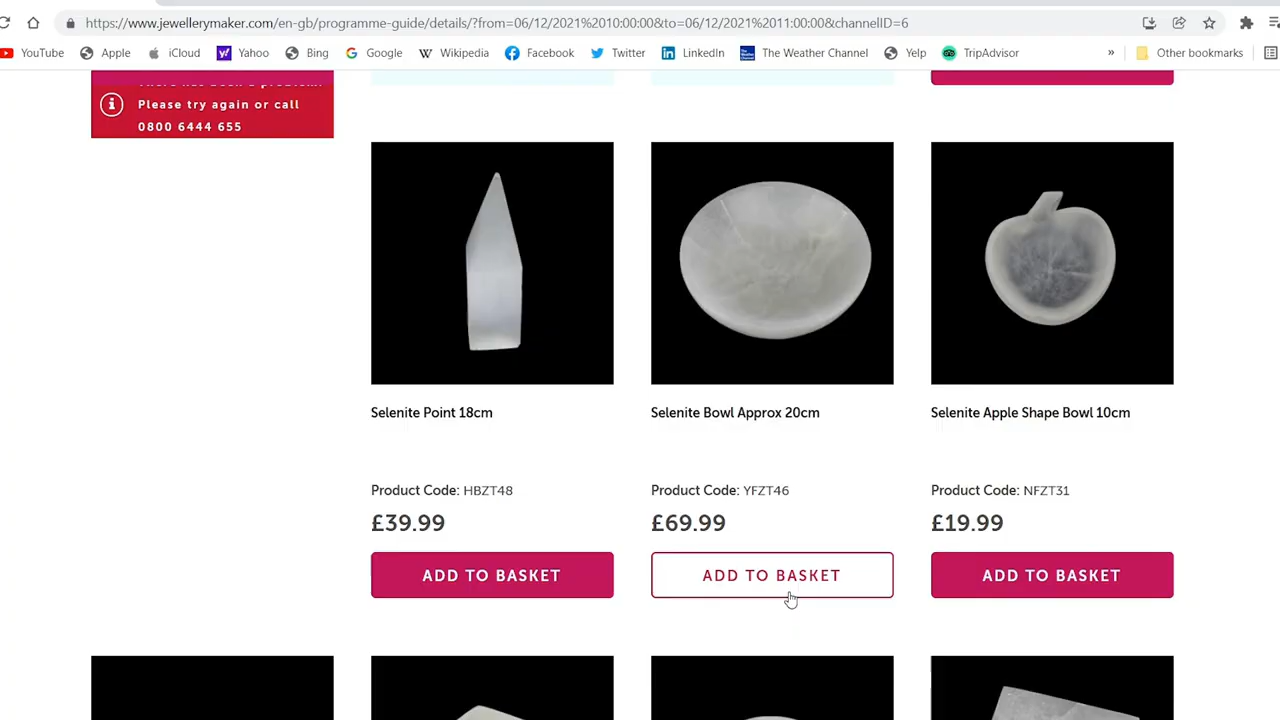 https://www.jewellerymaker.com/en-gb/programme-guide/details/?from=06/12/2021%2010:00:00&to=06/12/2021%2011:00:00&channelID=6
YouTube Apple iCloud Yahoo Bing Google Wikipedia Facebook Twitter LinkedIn The Weather Channel Yelp TripAdvisor » Other bookmarks
There has been a problem.
Please try again or call
0800 6444 655
Selenite Point 18cm
Selenite Bowl Approx 20cm
Selenite Apple Shape Bowl 10cm
Product Code: HBZT48
Product Code: YFZT46
Product Code: NFZT31
£39.99
£69.99
£19.99
ADD TO BASKET
ADD TO BASKET
ADD TO BASKET